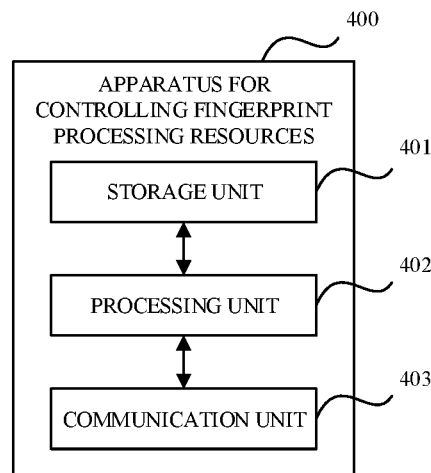 400
APPARATUS FOR
CONTROLLING FINGERPRINT
PROCESSING RESOURCES
401
STORAGE UNIT
402
PROCESSING UNIT
403
COMMUNICATION UNIT